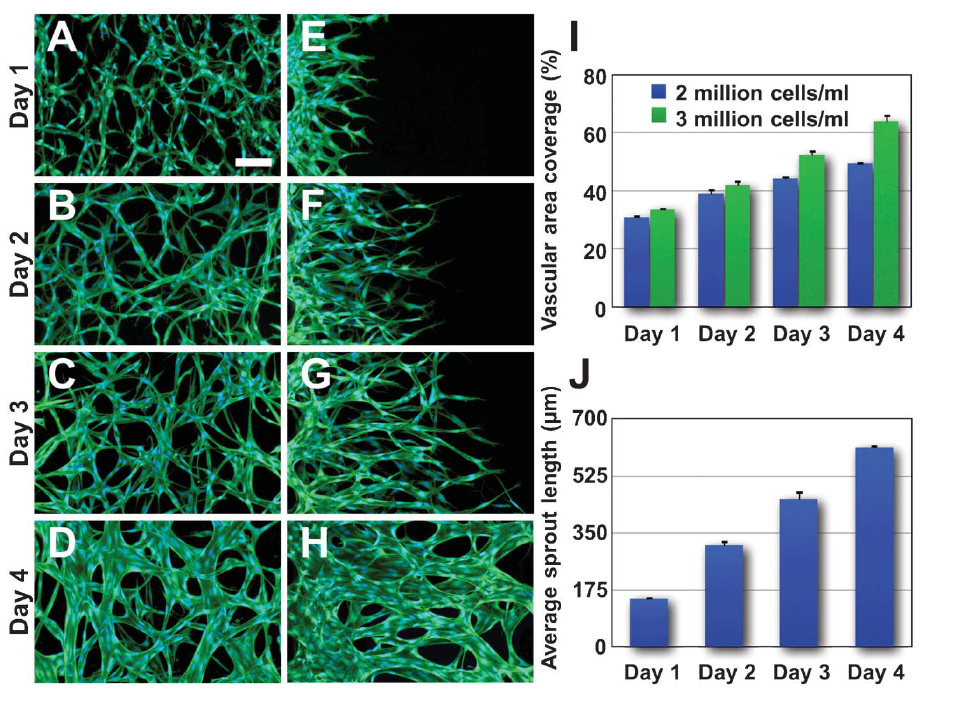 Day 1
A
E
Day 2
B
F
Day 3
C
G
Day 4
D
H
I
Vascular area coverage (%)
80
60
40
20
0
2 million cells/ml
3 million cells/ml
Day 1 Day 2 Day 3 Day 4
J
Average sprout length (μm)
700
525
350
175
0
Day 1 Day 2 Day 3 Day 4